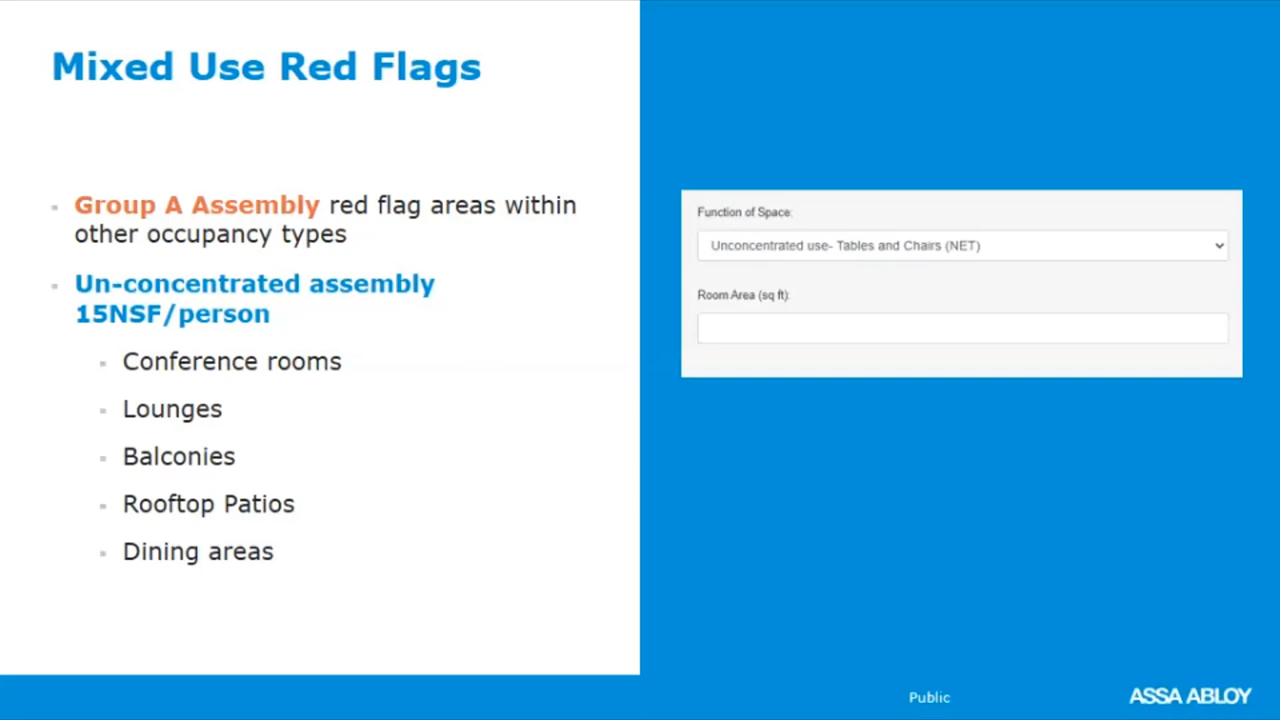 Mixed Use Red Flags
Group A Assembly red flag areas within
other occupancy types
Un-concentrated assembly
15NSF/person
Conference rooms
Lounges
Balconies
Rooftop Patios
Dining areas
Function of Space:
Unconcentrated use- Tables and Chairs (NET)
Room Area (sq ft):
Public
ASSA ABLOY